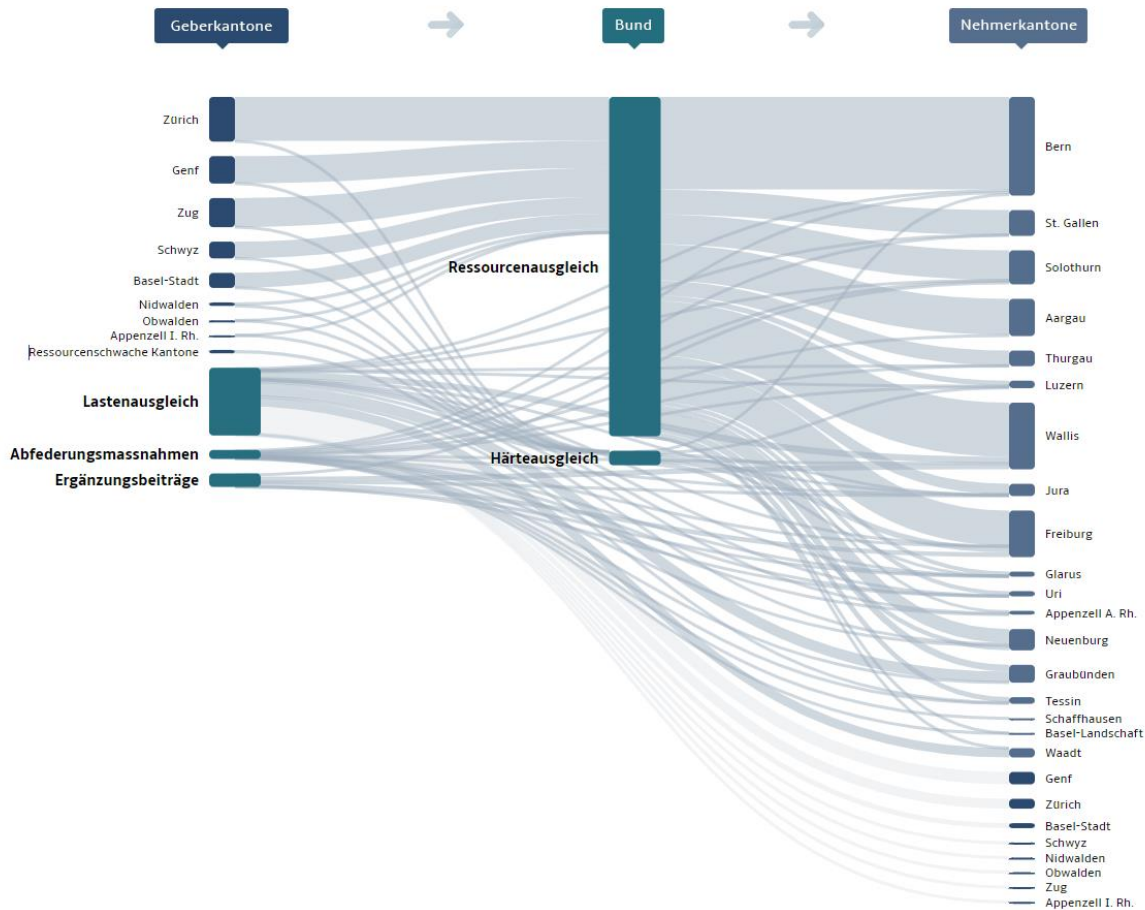 Geberkantone
Bund
Nehmerkantone
Zürich
Genf
Zug
Schwyz
Basel-Stadt
Nidwalden
Obwalden
Appenzell I. Rh.
Ressourcenschwache Kantone
Lastenausgleich
Abfederungsmassnahmen
Ergänzungsbeiträge
Ressourcenausgleich
Härteausgleich
Bern
St. Gallen
Solothurn
Aargau
Thurgau
Luzern
Wallis
Jura
Freiburg
Glarus
Uri
Appenzell A. Rh.
Neuenburg
Graubünden
Tessin
Schaffhausen
Basel-Landschaft
Waadt
Genf
Zürich
Basel-Stadt
Schwyz
Nidwalden
Obwalden
Zug
Appenzell I. Rh.